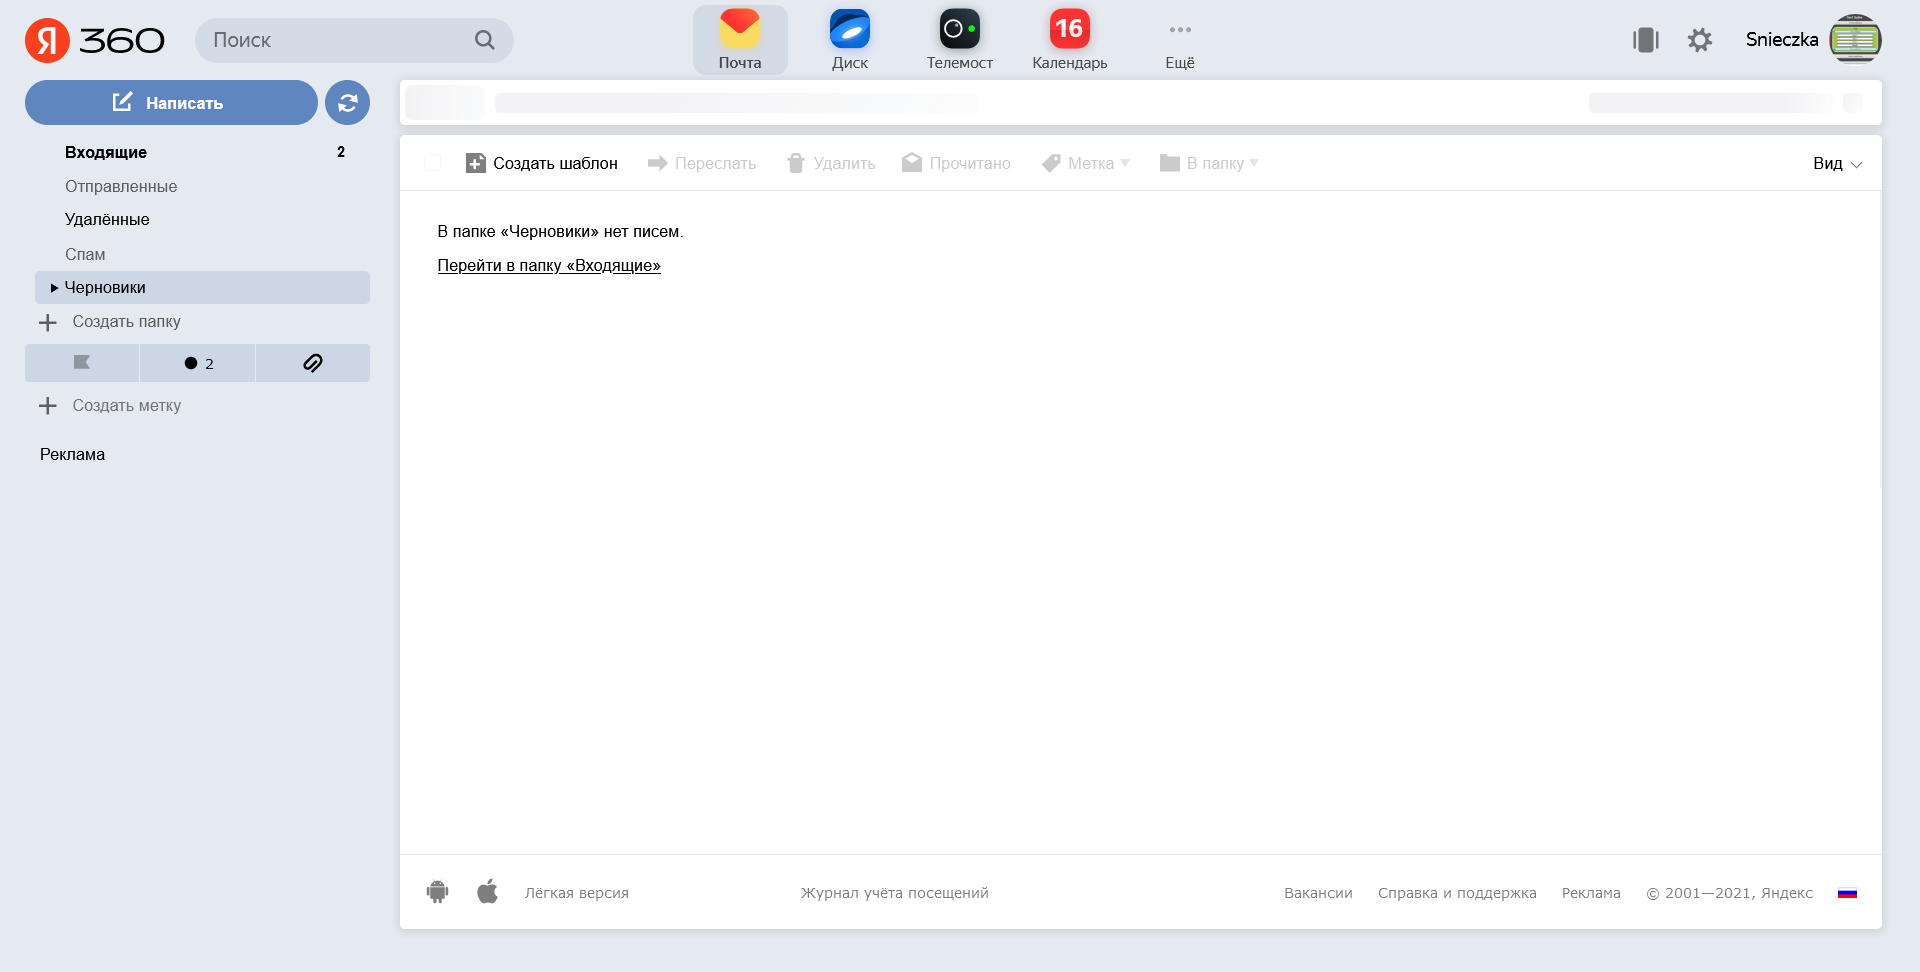 Я 360
Поиск
Почта
Диск
Телемост
16
Календарь
Ещё
Snieczka
Написать
Входящие 2
Отправленные
Удалённые
Спам
Черновики
Создать папку
2
Создать метку
Реклама
Создать шаблон Переслать Удалить Прочитано Метка В папку Вид
В папке «Черновики» нет писем.
Перейти в папку «Входящие»
Лёгкая версия Журнал учёта посещений Вакансии Справка и поддержка Реклама © 2001—2021, Яндекс